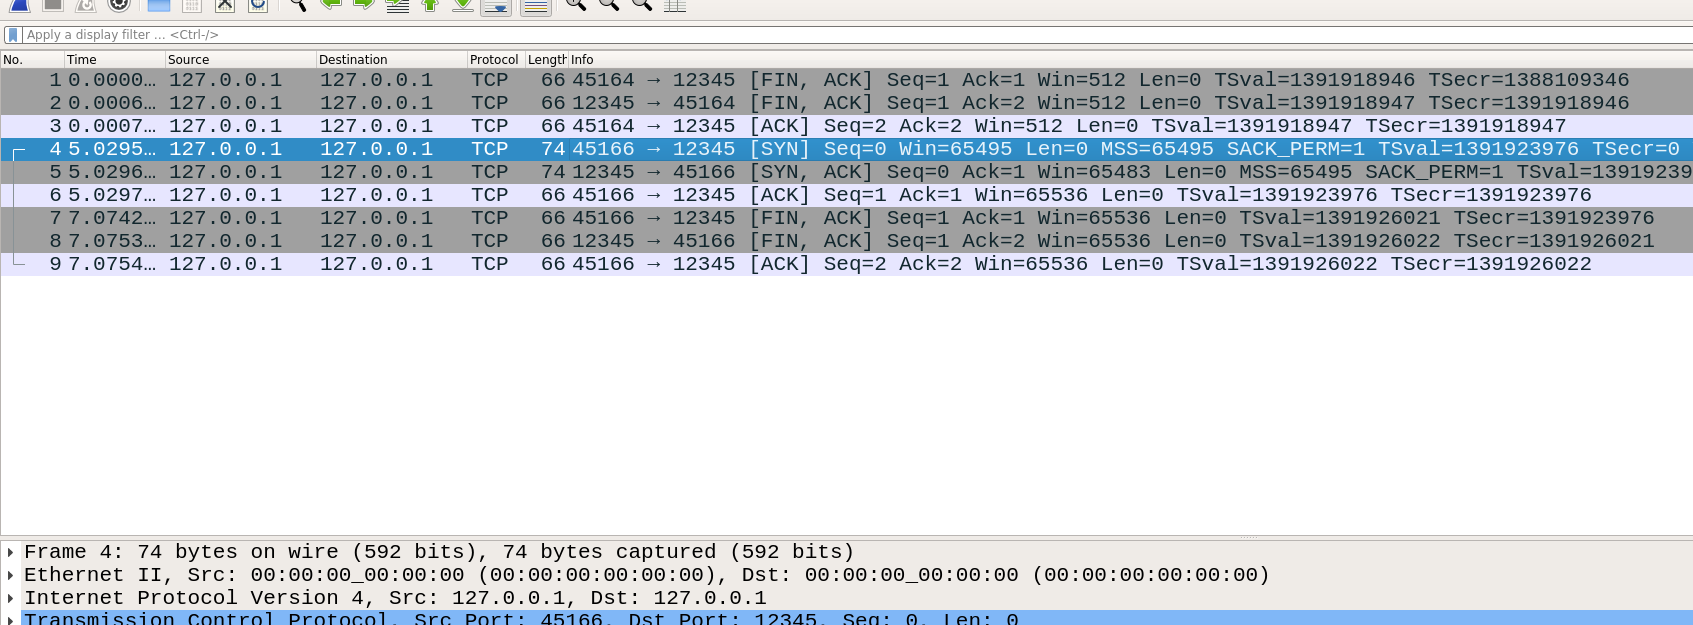 Apply a display filter ... <Ctrl-/>
No. Time Source Destination Protocol Length Info
1 0.0000… 127.0.0.1 127.0.0.1 TCP 66 45164 → 12345 [FIN, ACK] Seq=1 Ack=1 Win=512 Len=0 TSval=1391918946 TSecr=1388109346
2 0.0006… 127.0.0.1 127.0.0.1 TCP 66 12345 → 45164 [FIN, ACK] Seq=1 Ack=2 Win=512 Len=0 TSval=1391918947 TSecr=1391918946
3 0.0007… 127.0.0.1 127.0.0.1 TCP 66 45164 → 12345 [ACK] Seq=2 Ack=2 Win=512 Len=0 TSval=1391918947 TSecr=1391918947
4 5.0295… 127.0.0.1 127.0.0.1 TCP 74 45166 → 12345 [SYN] Seq=0 Win=65495 Len=0 MSS=65495 SACK_PERM=1 TSval=1391923976 TSecr=0
5 5.0296… 127.0.0.1 127.0.0.1 TCP 74 12345 → 45166 [SYN, ACK] Seq=0 Ack=1 Win=65483 Len=0 MSS=65495 SACK_PERM=1 TSval=13919239
6 5.0297… 127.0.0.1 127.0.0.1 TCP 66 45166 → 12345 [ACK] Seq=1 Ack=1 Win=65536 Len=0 TSval=1391923976 TSecr=1391923976
7 7.0742… 127.0.0.1 127.0.0.1 TCP 66 45166 → 12345 [FIN, ACK] Seq=1 Ack=1 Win=65536 Len=0 TSval=1391926021 TSecr=1391923976
8 7.0753… 127.0.0.1 127.0.0.1 TCP 66 12345 → 45166 [FIN, ACK] Seq=1 Ack=2 Win=65536 Len=0 TSval=1391926022 TSecr=1391926021
9 7.0754… 127.0.0.1 127.0.0.1 TCP 66 45166 → 12345 [ACK] Seq=2 Ack=2 Win=65536 Len=0 TSval=1391926022 TSecr=1391926022
Frame 4: 74 bytes on wire (592 bits), 74 bytes captured (592 bits)
Ethernet II, Src: 00:00:00_00:00:00 (00:00:00:00:00:00), Dst: 00:00:00_00:00:00 (00:00:00:00:00:00)
Internet Protocol Version 4, Src: 127.0.0.1, Dst: 127.0.0.1
Transmission Control Protocol, Src Port: 45166, Dst Port: 12345, Seq: 0, Len: 0